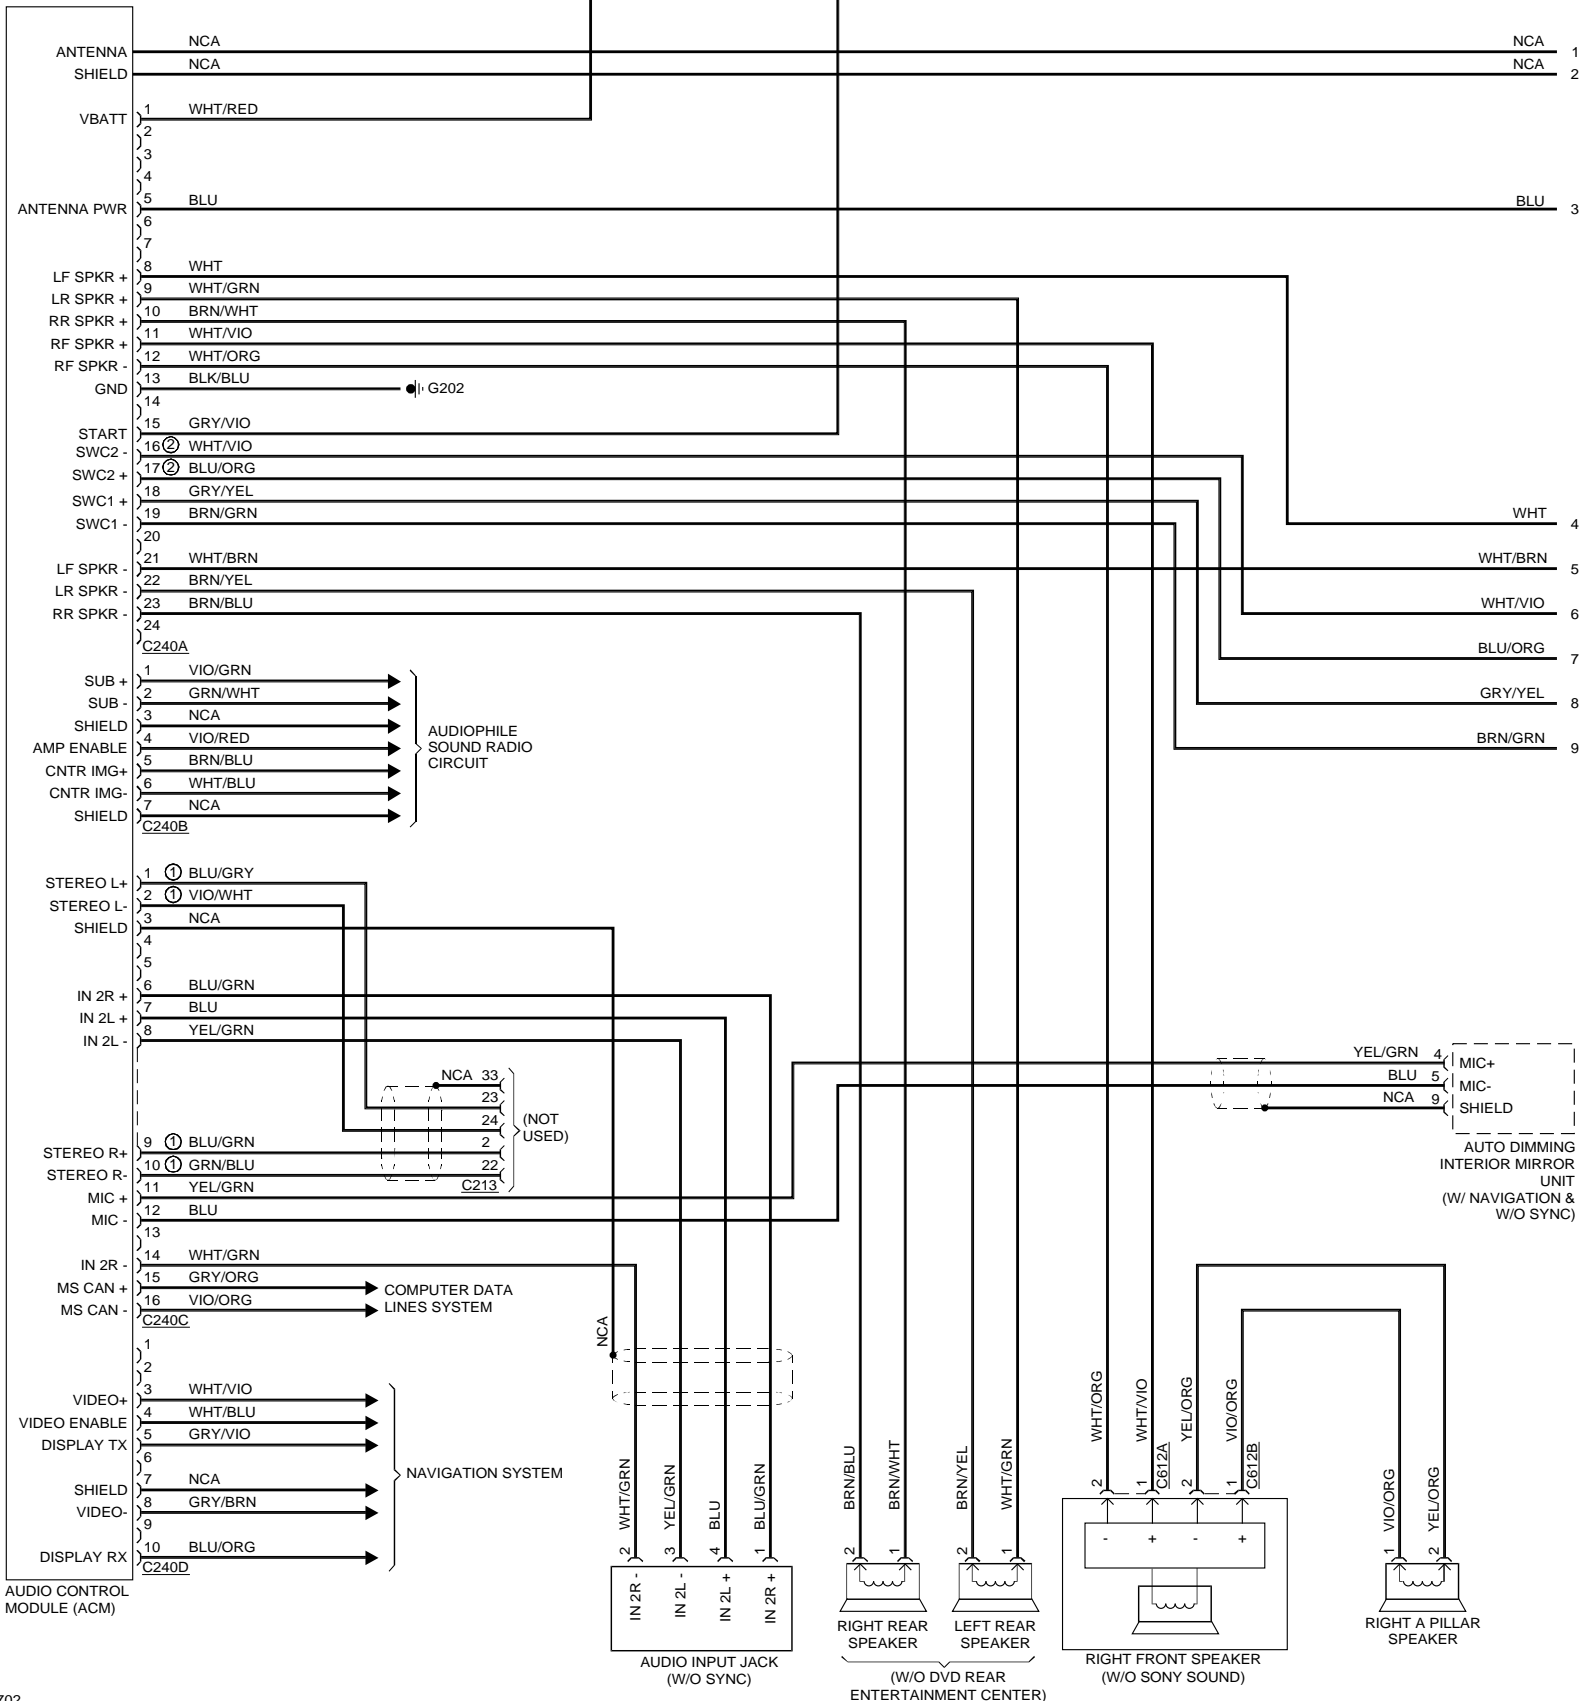 NCA NCA
ANTENNA 1
NCA NCA
SHIELD 2
1 WHT/RED
VBATT
2
3
4
5 BLU BLU
ANTENNA PWR 3
6
7
8 WHT
LF SPKR +
9 WHT/GRN
LR SPKR +
10 BRN/WHT
RR SPKR +
11 WHT/VIO
RF SPKR +
12 WHT/ORG
RF SPKR -
13 BLK/BLU
GND G202
14
15 GRY/VIO
START
16 2 WHT/VIO
SWC2 -
17 2 BLU/ORG
SWC2 +
18 GRY/YEL
SWC1 +
19 BRN/GRN WHT
SWC1 - 4
20
21 WHT/BRN WHT/BRN
LF SPKR - 5
22 BRN/YEL
LR SPKR -
23 BRN/BLU WHT/VIO
RR SPKR - 6
24
C240A BLU/ORG 7
1 VIO/GRN
SUB +
2 GRN/WHT GRY/YEL
SUB - 8
3 NCA
SHIELD
4 VIO/RED BRN/GRN
AMP ENABLE 9
5 BRN/BLU
CNTR IMG+
6 WHT/BLU
CNTR IMG-
7 NCA
SHIELD
C240B
AUDIOPHILE
SOUND RADIO
CIRCUIT
1 1 BLU/GRY
STEREO L+
2 1 VIO/WHT
STEREO L-
3 NCA
SHIELD
4
5
6 BLU/GRN
IN 2R +
7 BLU
IN 2L +
8 YEL/GRN
IN 2L -
NCA 33
23
24
2
22
C213
(NOT
USED)
9 1 BLU/GRN
STEREO R+
10 1 GRN/BLU
STEREO R-
11 YEL/GRN
MIC +
12 BLU
MIC -
13
14 WHT/GRN
IN 2R -
15 GRY/ORG
MS CAN +
16 VIO/ORG
MS CAN -
C240C
COMPUTER DATA
LINES SYSTEM
YEL/GRN 4 MIC+
BLU 5 MIC-
NCA 9 SHIELD
AUTO DIMMING
INTERIOR MIRROR
UNIT
(W/ NAVIGATION &
W/O SYNC)
1
2
3 WHT/VIO
VIDEO+
4 WHT/BLU
VIDEO ENABLE
5 GRY/VIO
DISPLAY TX
6
7 NCA
SHIELD
8 GRY/BRN
VIDEO-
9
10 BLU/ORG
DISPLAY RX
C240D
NAVIGATION SYSTEM
AUDIO CONTROL
MODULE (ACM)
NCA
2 WHT/GRN
3 YEL/GRN
4 BLU
1 BLU/GRN
IN 2R -
IN 2L -
IN 2L +
IN 2R +
AUDIO INPUT JACK
(W/O SYNC)
2 BRN/BLU
1 BRN/WHT
RIGHT REAR
SPEAKER
2 BRN/YEL
1 WHT/GRN
LEFT REAR
SPEAKER
(W/O DVD REAR
ENTERTAINMENT CENTER)
2 WHT/ORG
1 WHT/VIO
C612A
2 YEL/ORG
1 VIO/ORG
C612B
- + - +
RIGHT FRONT SPEAKER
(W/O SONY SOUND)
1 VIO/ORG
2 YEL/ORG
RIGHT A PILLAR
SPEAKER